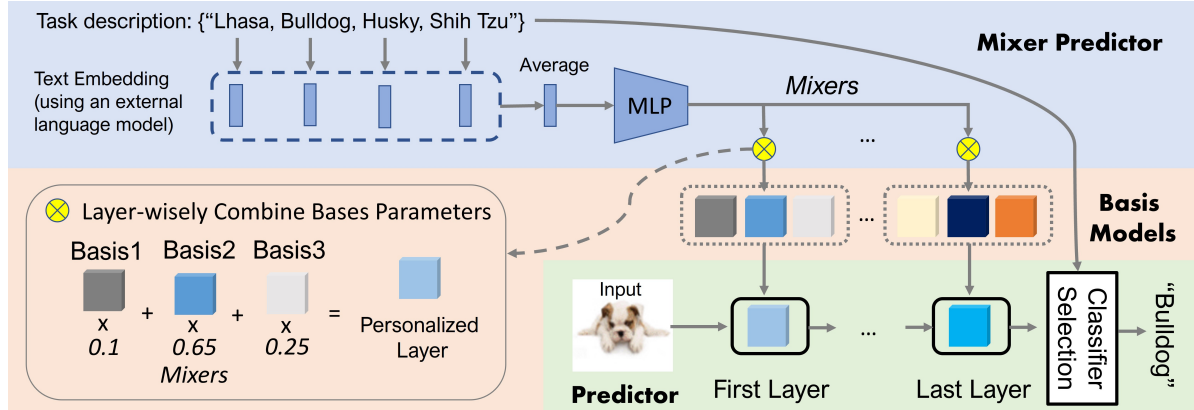 Task description: {“Lhasa, Bulldog, Husky, Shih Tzu”}
Mixer Predictor
Text Embedding
(using an external
language model)
Average
MLP
Mixers
...
Layer-wisely Combine Bases Parameters
Basis1
Basis2
Basis3
+
+
=
x
x
x
0.1
0.65
0.25
Mixers
Personalized
Layer
...
Basis
Models
Input
...
Predictor
First Layer
Last Layer
Classifier
Selection
“Bulldog”